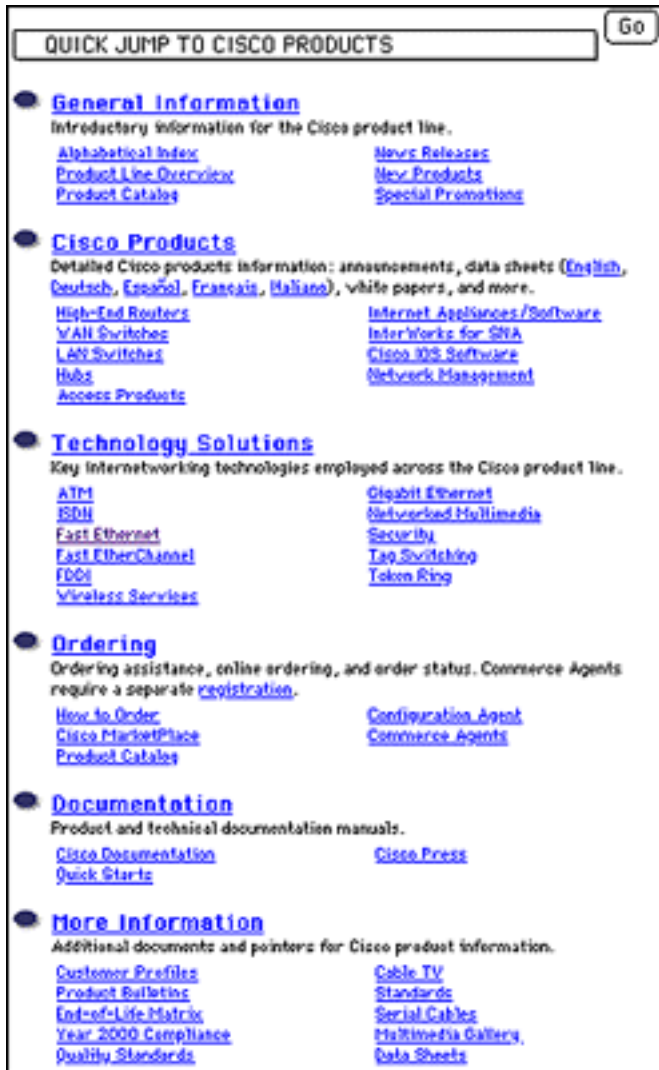 Go
QUICK JUMP TO CISCO PRODUCTS
General Information
Introductory information for the Cisco product line.
Alphabetical Index
News Releases
Product Line Overview
New Products
Product Catalog
Special Promotions
Cisco Products
Detailed Cisco products information: announcements, data sheets (English,
Deutsch, Español, Français, Italiano), white papers, and more.
High-End Routers
Internet Appliances/Software
WAN Switches
InterWorks for SNA
LAN Switches
Cisco IOS Software
Hubs
Network Management
Access Products
Technology Solutions
Key internetworking technologies employed across the Cisco product line.
ATM
Gigabit Ethernet
ISDN
Networked Multimedia
Fast Ethernet
Security
Fast EtherChannel
Tag Switching
FDDI
Token Ring
Wireless Services
Ordering
Ordering assistance, online ordering, and order status. Commerce Agents
require a separate registration.
How to Order
Configuration Agent
Cisco MarketPlace
Commerce Agents
Product Catalog
Documentation
Product and technical documentation manuals.
Cisco Documentation
Cisco Press
Quick Starts
More Information
Additional documents and pointers for Cisco product information.
Customer Profiles
Cable TV
Product Bulletins
Standards
End-of-Life Matrix
Serial Cables
Year 2000 Compliance
Multimedia Gallery
Quality Standards
Data Sheets